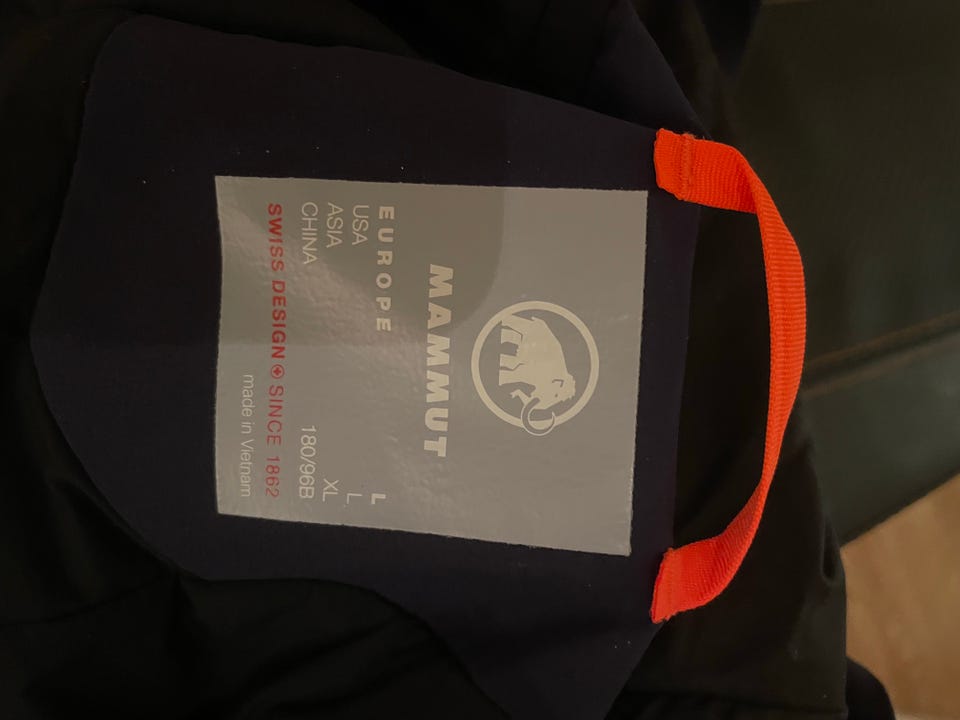 MAMMUT
EUROPE L
USA L
ASIA XL
CHINA 180/96B
SWISS DESIGN SINCE 1862
made in Vietnam